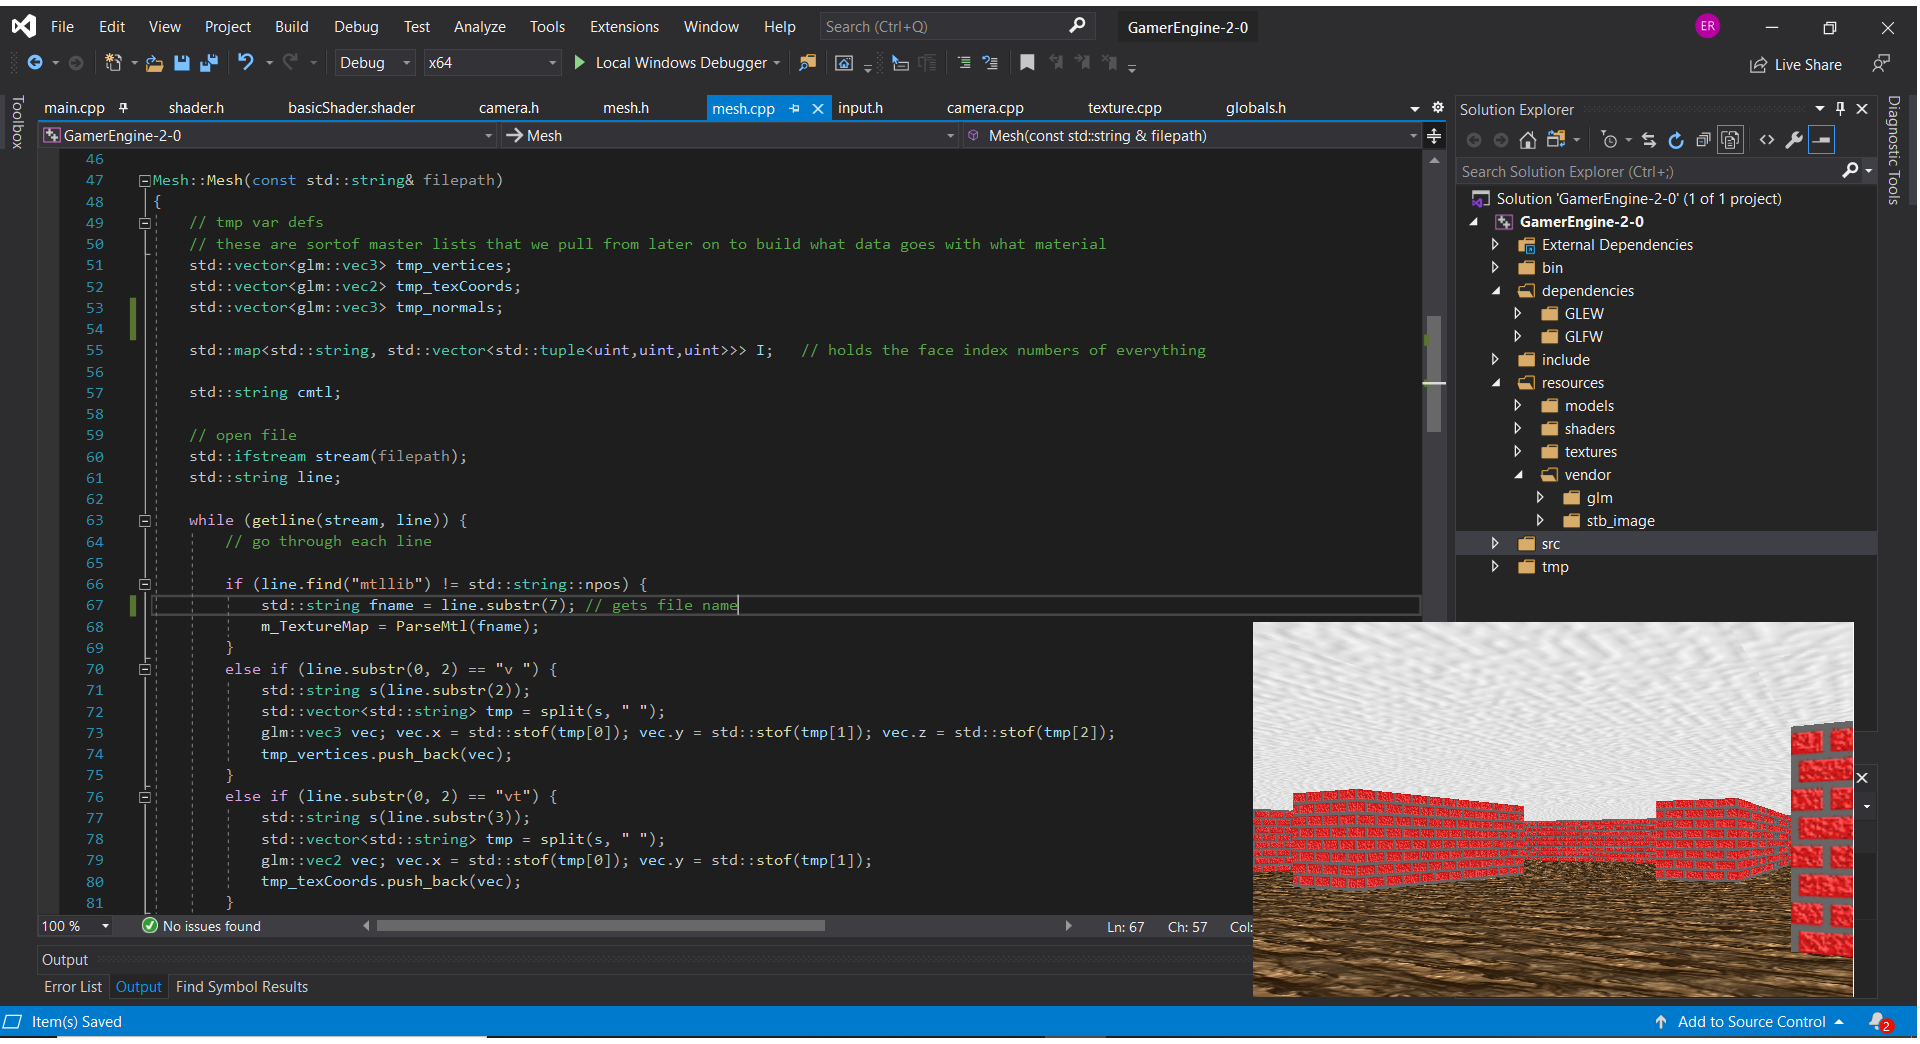 File Edit View Project Build Debug Test Analyze Tools Extensions Window Help Search (Ctrl+Q) GamerEngine-2-0 ER
Debug x64 Local Windows Debugger Live Share
Toolbox
main.cpp shader.h basicShader.shader camera.h mesh.h mesh.cpp input.h camera.cpp texture.cpp globals.h
GamerEngine-2-0 Mesh Mesh(const std::string & filepath)
46
47 Mesh::Mesh(const std::string& filepath)
48 {
49 // tmp var defs
50 // these are sortof master lists that we pull from later on to build what data goes with what material
51 std::vector<glm::vec3> tmp_vertices;
52 std::vector<glm::vec2> tmp_texCoords;
53 std::vector<glm::vec3> tmp_normals;
54
55 std::map<std::string, std::vector<std::tuple<uint,uint,uint>>> I; // holds the face index numbers of everything
56
57 std::string cmtl;
58
59 // open file
60 std::ifstream stream(filepath);
61 std::string line;
62
63 while (getline(stream, line)) {
64 // go through each line
65
66 if (line.find("mtllib") != std::string::npos) {
67 std::string fname = line.substr(7); // gets file name
68 m_TextureMap = ParseMtl(fname);
69 }
70 else if (line.substr(0, 2) == "v ") {
71 std::string s(line.substr(2));
72 std::vector<std::string> tmp = split(s, " ");
73 glm::vec3 vec; vec.x = std::stof(tmp[0]); vec.y = std::stof(tmp[1]); vec.z = std::stof(tmp[2]);
74 tmp_vertices.push_back(vec);
75 }
76 else if (line.substr(0, 2) == "vt") {
77 std::string s(line.substr(3));
78 std::vector<std::string> tmp = split(s, " ");
79 glm::vec2 vec; vec.x = std::stof(tmp[0]); vec.y = std::stof(tmp[1]);
80 tmp_texCoords.push_back(vec);
81 }
100 % No issues found Ln: 67 Ch: 57 Col:
Output
Error List Output Find Symbol Results
Solution Explorer
Search Solution Explorer (Ctrl+;)
Solution 'GamerEngine-2-0' (1 of 1 project)
GamerEngine-2-0
External Dependencies
bin
dependencies
GLEW
GLFW
include
resources
models
shaders
textures
vendor
glm
stb_image
src
tmp
Diagnostic Tools
Item(s) Saved Add to Source Control 2